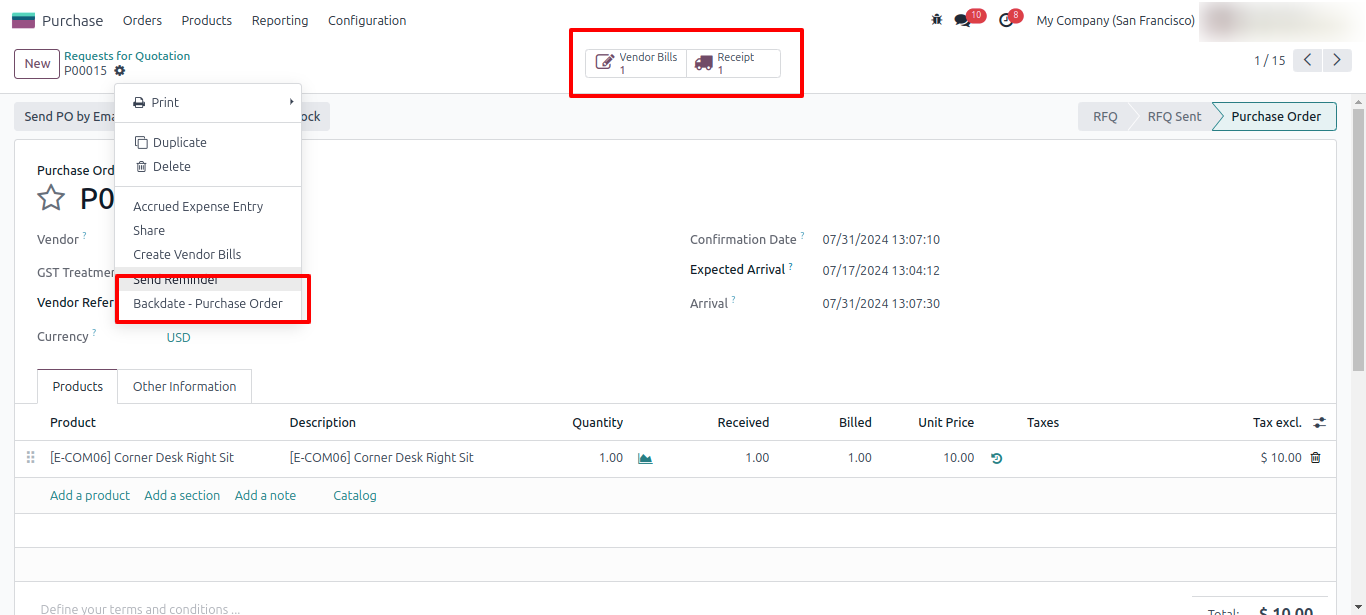 Purchase Orders Products Reporting Configuration 10 8 My Company (San Francisco)
New Requests for Quotation
P00015
Vendor Bills
1
Receipt
1
1 / 15
Send PO by Ema
ock
RFQ RFQ Sent Purchase Order
Print
Duplicate
Delete
Accrued Expense Entry
Share
Create Vendor Bills
Send Reminder
Backdate - Purchase Order
Purchase Ord
P0
Vendor ?
GST Treatmen
Vendor Refer
Currency ? USD
Confirmation Date ? 07/31/2024 13:07:10
Expected Arrival ? 07/17/2024 13:04:12
Arrival ? 07/31/2024 13:07:30
Products Other Information
Product Description Quantity Received Billed Unit Price Taxes Tax excl.
[E-COM06] Corner Desk Right Sit [E-COM06] Corner Desk Right Sit 1.00 1.00 1.00 10.00 $ 10.00
Add a product Add a section Add a note Catalog
Define your terms and conditions ...
Total: $ 10.00